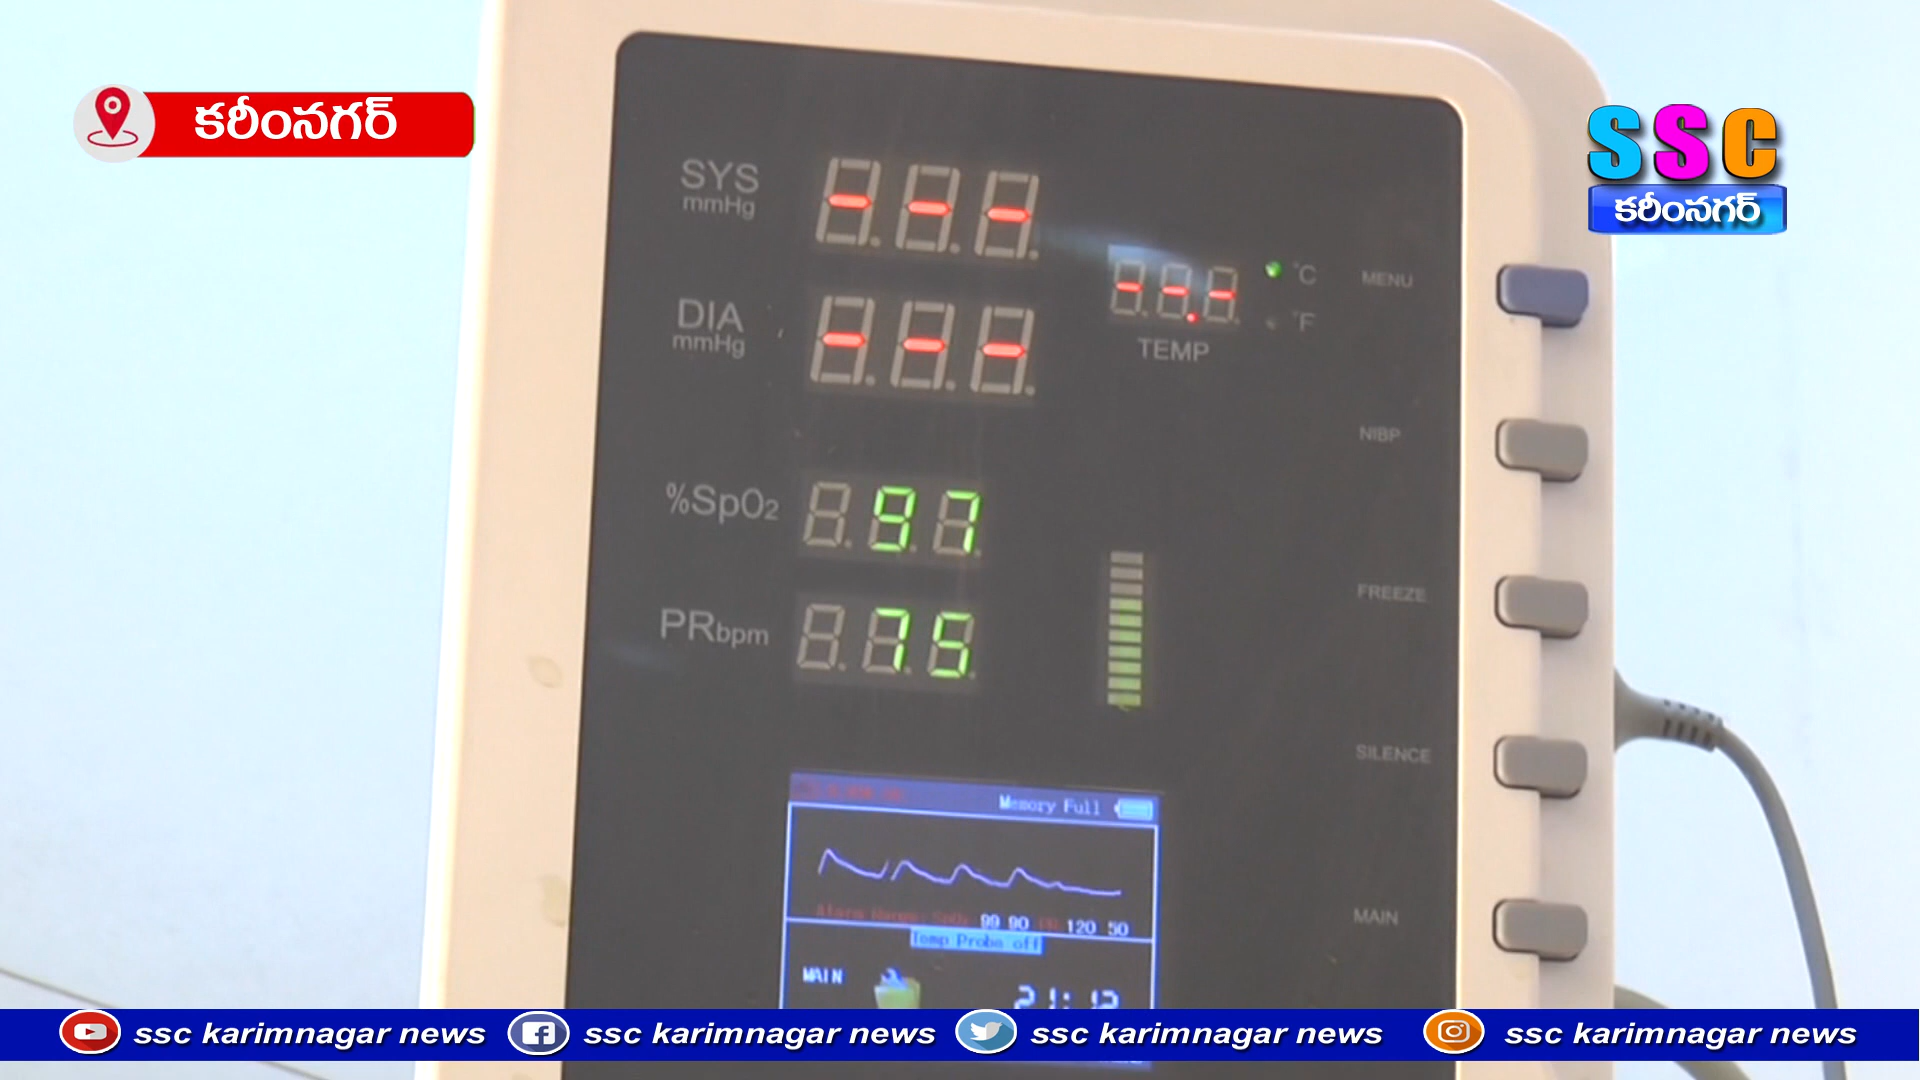 కరీంనగర్
SSC
కరీంనగర్
SYS
mmHg
---
DIA
mmHg
---
--.-
°C
°F
TEMP
%SpO2
97
PRbpm
75
MENU
NIBP
FREEZE
SILENCE
MAIN
Memory Full
99 90
120 50
Temp Probe off
MAIN
21:12
ssc karimnagar news
ssc karimnagar news
ssc karimnagar news
ssc karimnagar news